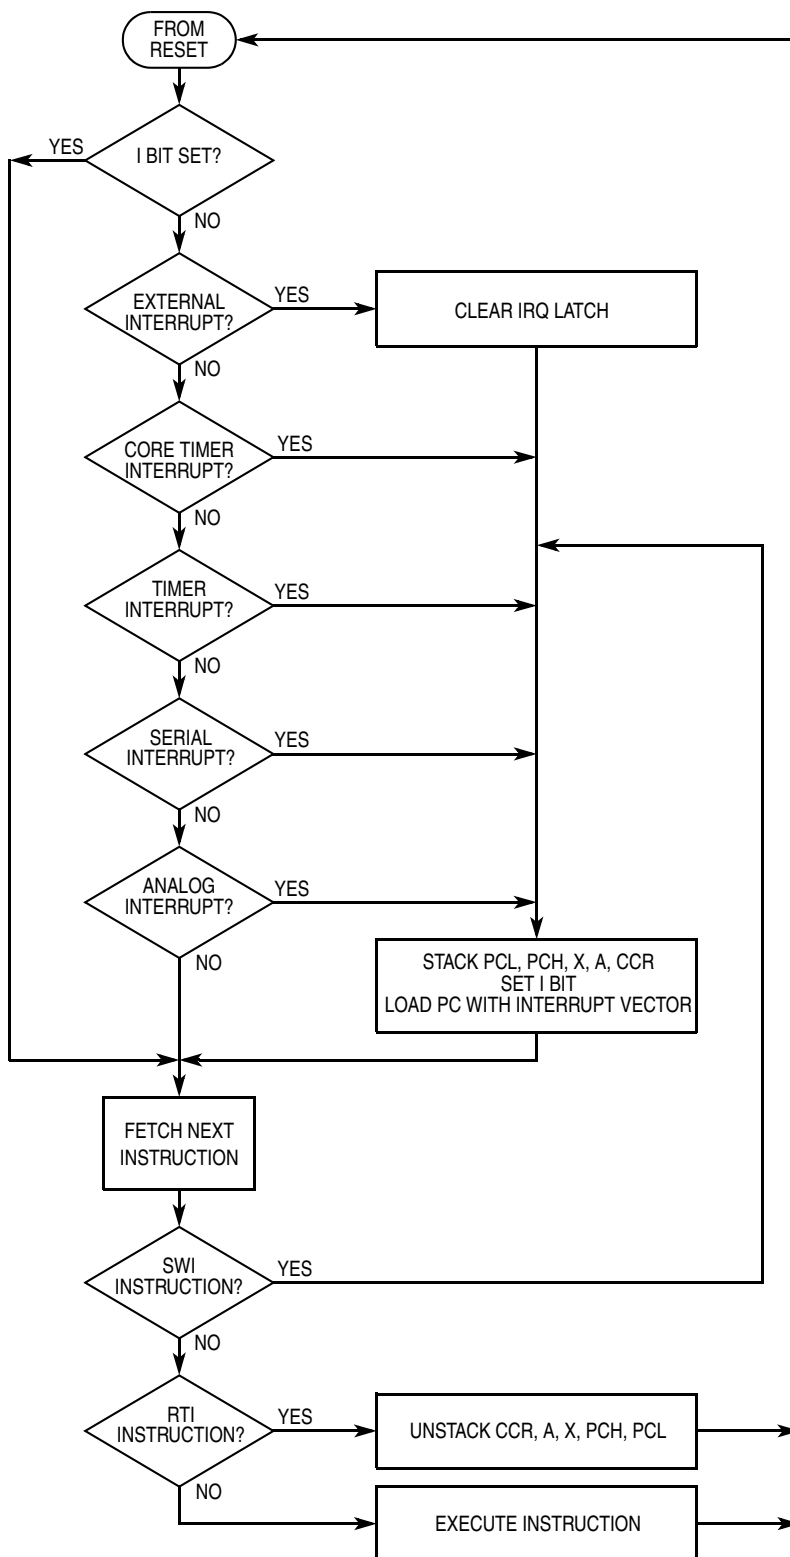 FROM
RESET
YES
I BIT SET?
NO
EXTERNAL
INTERRUPT?
YES
CLEAR IRQ LATCH
NO
CORE TIMER
INTERRUPT?
YES
NO
TIMER
INTERRUPT?
YES
NO
SERIAL
INTERRUPT?
YES
NO
ANALOG
INTERRUPT?
YES
NO
STACK PCL, PCH, X, A, CCR
SET I BIT
LOAD PC WITH INTERRUPT VECTOR
FETCH NEXT
INSTRUCTION
SWI
INSTRUCTION?
YES
NO
RTI
INSTRUCTION?
YES
UNSTACK CCR, A, X, PCH, PCL
NO
EXECUTE INSTRUCTION